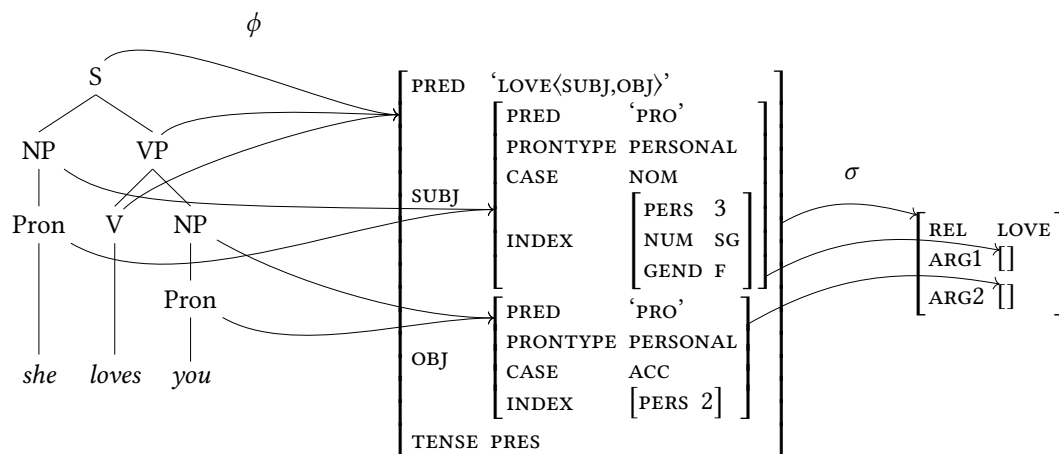 ϕ
S
NP VP
Pron V NP
Pron
she loves you
PRED ‘LOVE⟨SUBJ,OBJ⟩’
SUBJ
PRED ‘PRO’
PRONTYPE PERSONAL
CASE NOM
INDEX
PERS 3
NUM SG
GEND F
OBJ
PRED ‘PRO’
PRONTYPE PERSONAL
CASE ACC
INDEX [PERS 2]
TENSE PRES
σ
REL LOVE
ARG1 []
ARG2 []